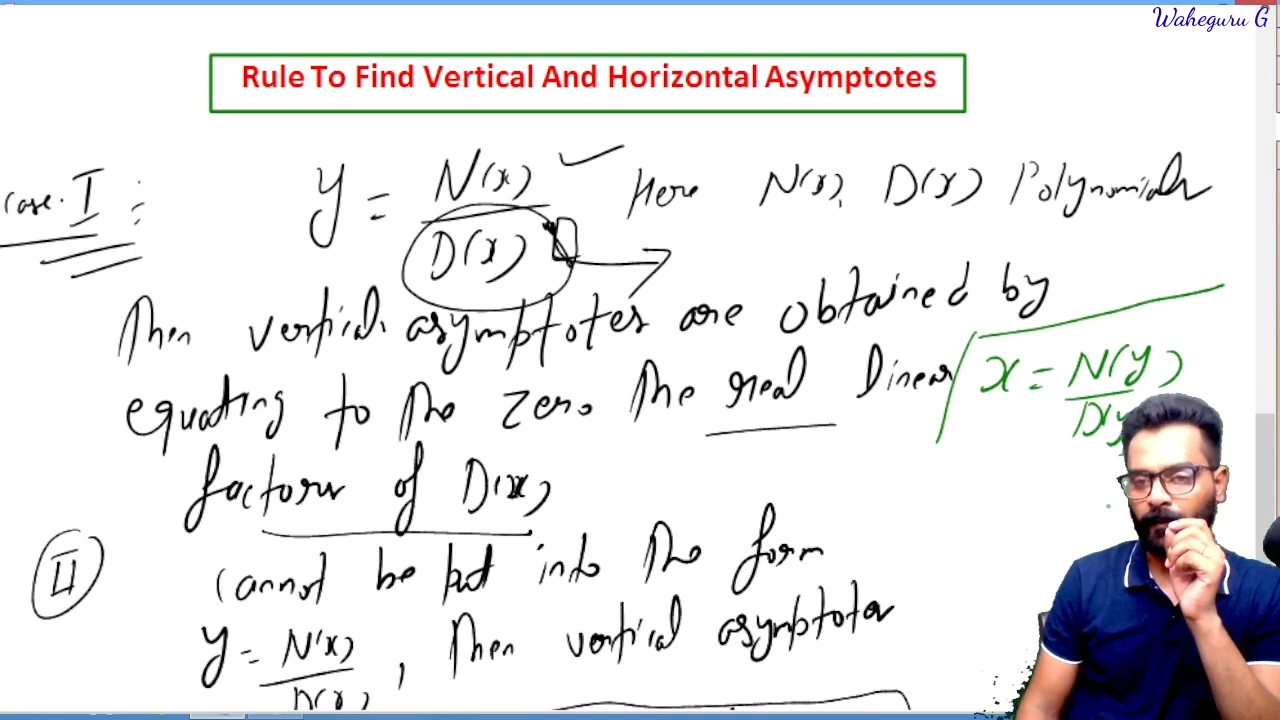 Waheguru G
Rule To Find Vertical And Horizontal Asymptotes
Case. I :
y = N(x)/D(x) Here N(x), D(x) Polynomials
Then vertical asymptotes are obtained by
equating to the zero the real linear
x = N(y)/D(y
factors of D(x)
II
Cannot be put into the form
y = N(x)/D(x), Then vertical asymptotes